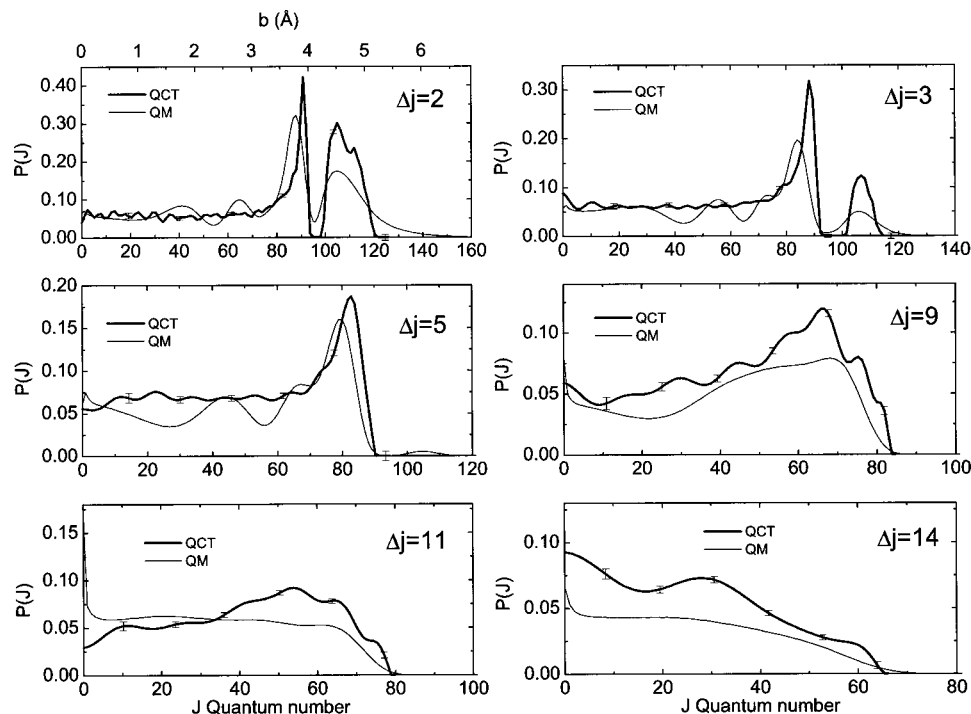 b (Å)
0 1 2 3 4 5 6
QCT
QM
Δj=2
P(J)
0.40
0.30
0.20
0.10
0.00
0 20 40 60 80 100 120 140 160
QCT
QM
Δj=3
P(J)
0.30
0.20
0.10
0.00
0 20 40 60 80 100 120 140
QCT
QM
Δj=5
P(J)
0.20
0.15
0.10
0.05
0.00
0 20 40 60 80 100 120
QCT
QM
Δj=9
P(J)
0.10
0.05
0.00
0 20 40 60 80 100
QCT
QM
Δj=11
P(J)
0.15
0.10
0.05
0.00
0 20 40 60 80 100
J Quantum number
QCT
QM
Δj=14
P(J)
0.15
0.10
0.05
0.00
0 20 40 60 80
J Quantum number